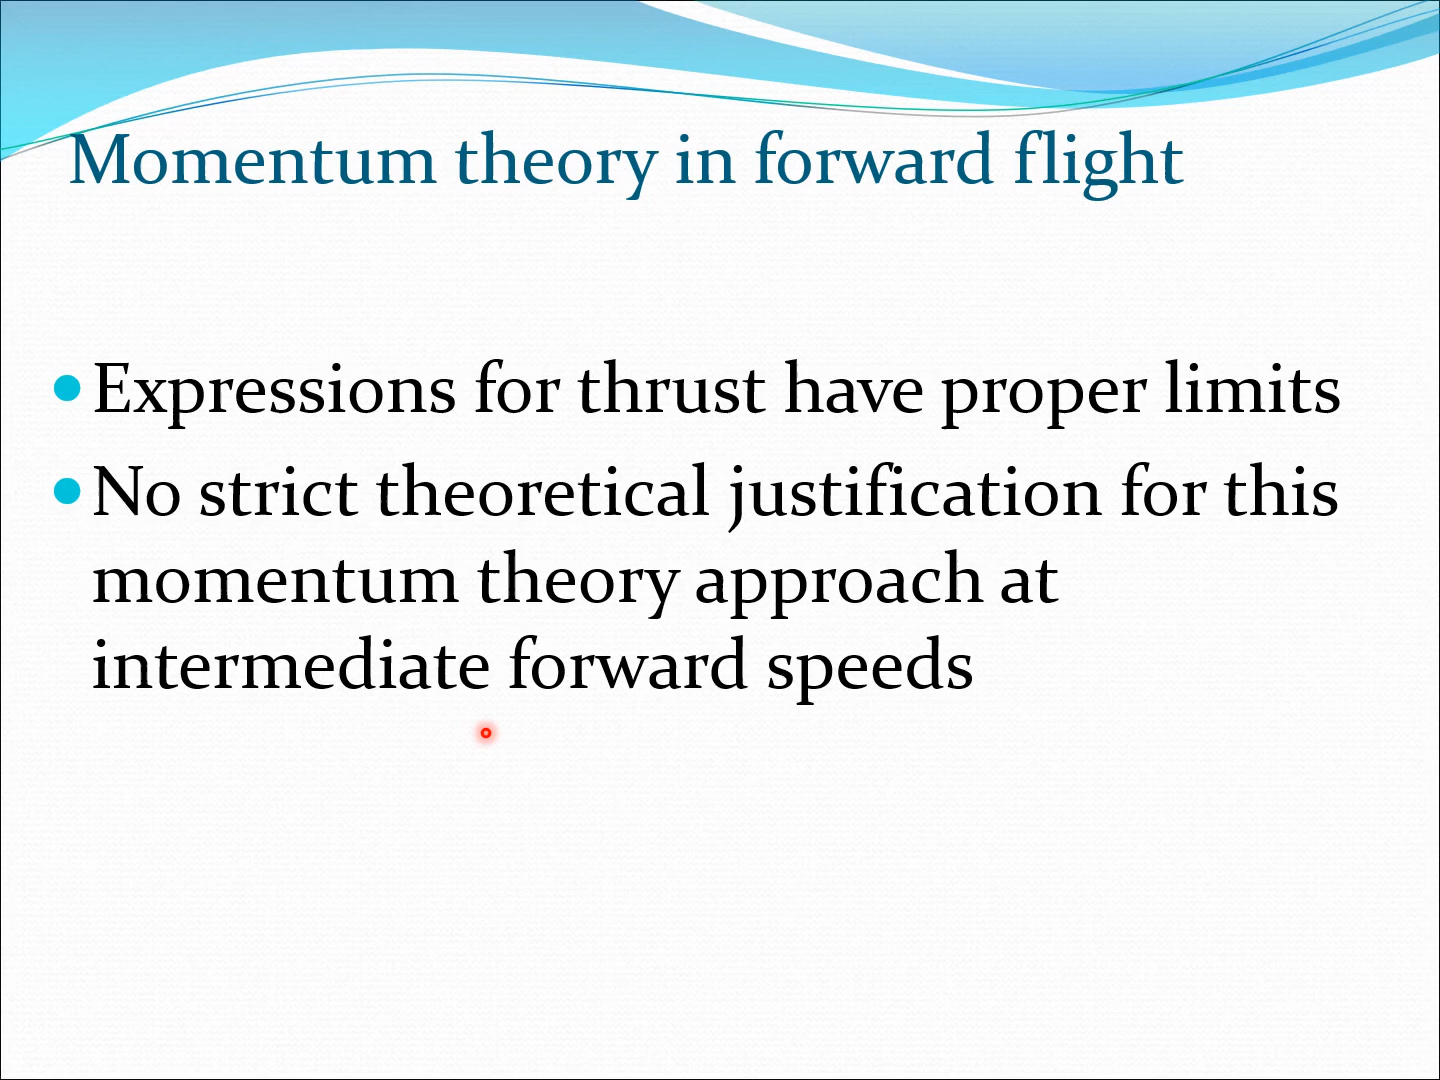 Momentum theory in forward flight
Expressions for thrust have proper limits
No strict theoretical justification for this
momentum theory approach at
intermediate forward speeds